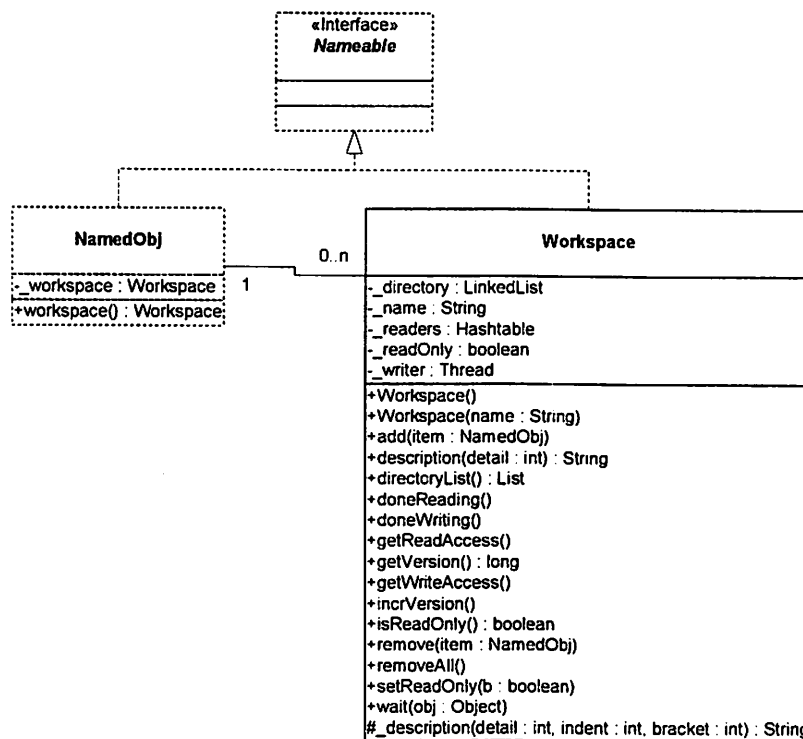 «Interface»
Nameable
NamedObj
-_workspace : Workspace
+workspace() : Workspace
1
0..n
Workspace
-_directory : LinkedList
-_name : String
-_readers : Hashtable
-_readOnly : boolean
-_writer : Thread
+Workspace()
+Workspace(name : String)
+add(item : NamedObj)
+description(detail : int) : String
+directoryList() : List
+doneReading()
+doneWriting()
+getReadAccess()
+getVersion() : long
+getWriteAccess()
+incrVersion()
+isReadOnly() : boolean
+remove(item : NamedObj)
+removeAll()
+setReadOnly(b : boolean)
+wait(obj : Object)
#_description(detail : int, indent : int, bracket : int) : String